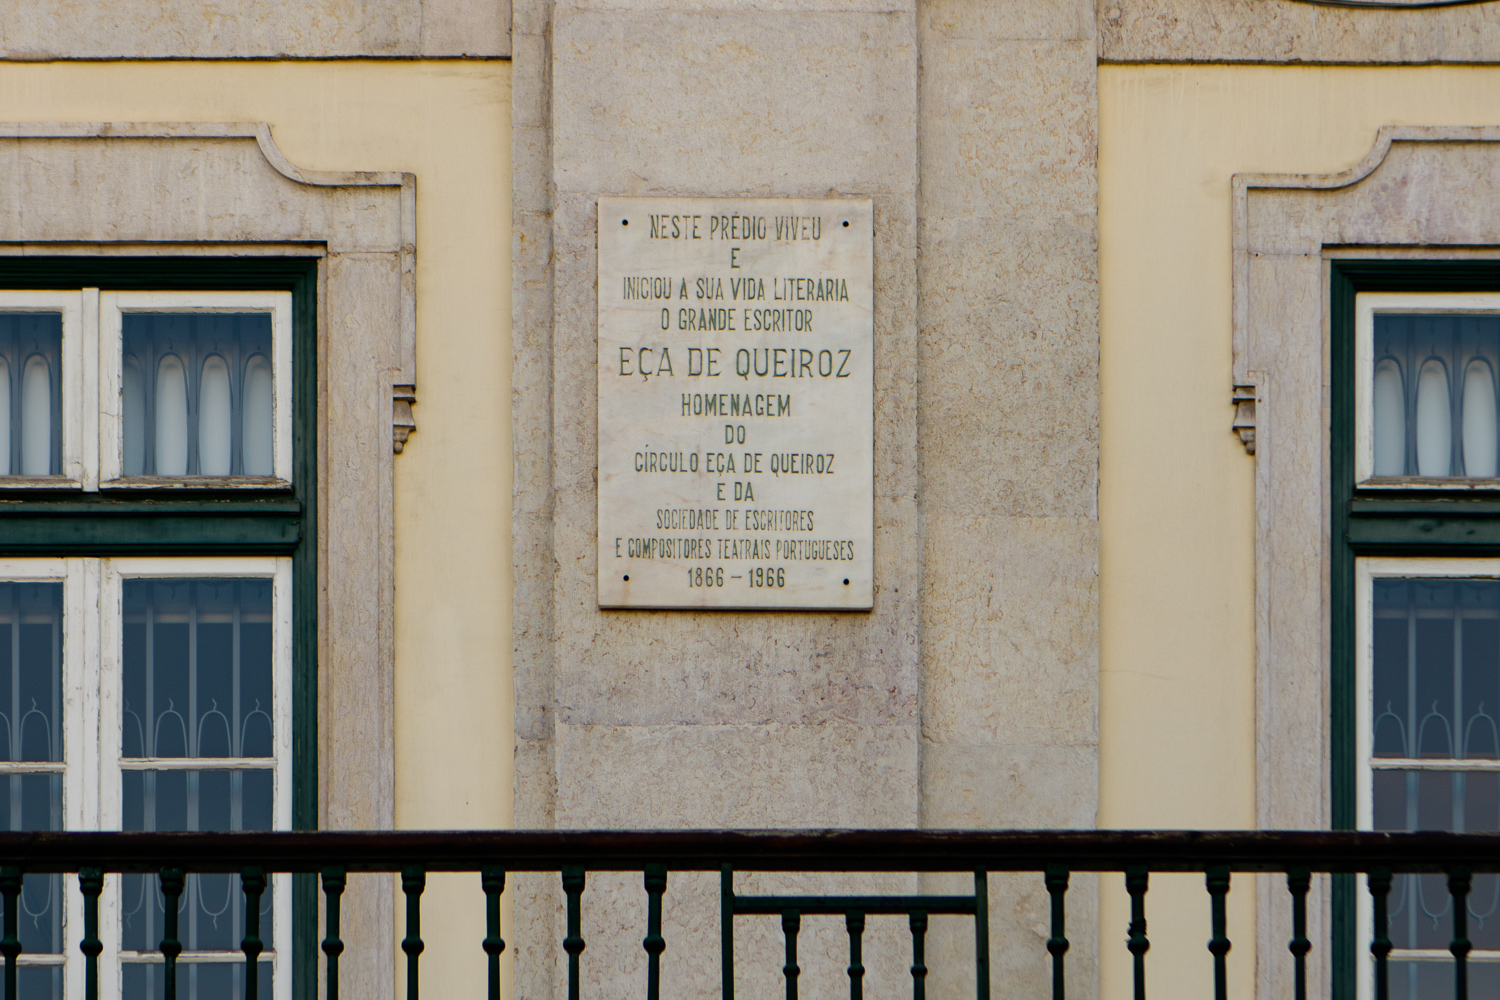 NESTE PRÉDIO VIVEU
E
INICIOU A SUA VIDA LITERÁRIA
O GRANDE ESCRITOR
EÇA DE QUEIROZ
HOMENAGEM
DO
CÍRCULO EÇA DE QUEIROZ
E DA
SOCIEDADE DE ESCRITORES
E COMPOSITORES TEATRAIS PORTUGUESES
1866 – 1966